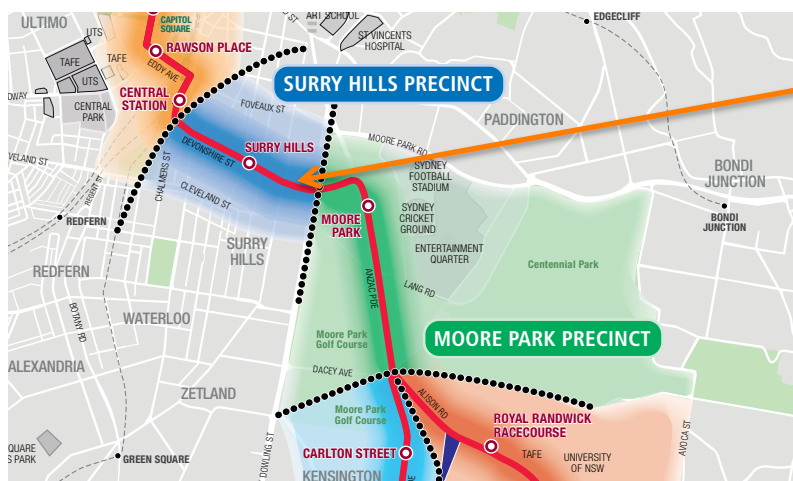 ULTIMO
CAPITOL
SQUARE
ART SCHOOL
ST
EDGECLIFF
UTS
TAFE
TAFE
UTS
RAWSON PLACE
EDDY AVE
ST VINCENTS
HOSPITAL
SURRY HILLS PRECINCT
CENTRAL
STATION
CENTRAL
PARK
DWAY
FOVEAUX ST
PADDINGTON
MOORE PARK RD
SURRY HILLS
DEVONSHIRE ST
VELAND ST
CHALMERS ST
REGENT ST
CLEVELAND ST
SYDNEY
FOOTBALL
STADIUM
BONDI
JUNCTION
BONDI
JUNCTION
REDFERN
MOORE
PARK
SYDNEY
CRICKET
GROUND
ENTERTAINMENT
QUARTER
SURRY
HILLS
Centennial Park
REDFERN
ANZAC PDE
LANG RD
BOTANY RD
WATERLOO
Moore Park
Golf Course
MOORE PARK PRECINCT
ALEXANDRIA
DACEY AVE
ZETLAND
ALISON RD
Moore Park
Golf Course
ROYAL RANDWICK
RACECOURSE
AVOCA ST
QUARE
S PARK
GREEN SQUARE
DOWLING ST
CARLTON STREET
TAFE
UNIVERSITY
OF NSW
KENSINGTON